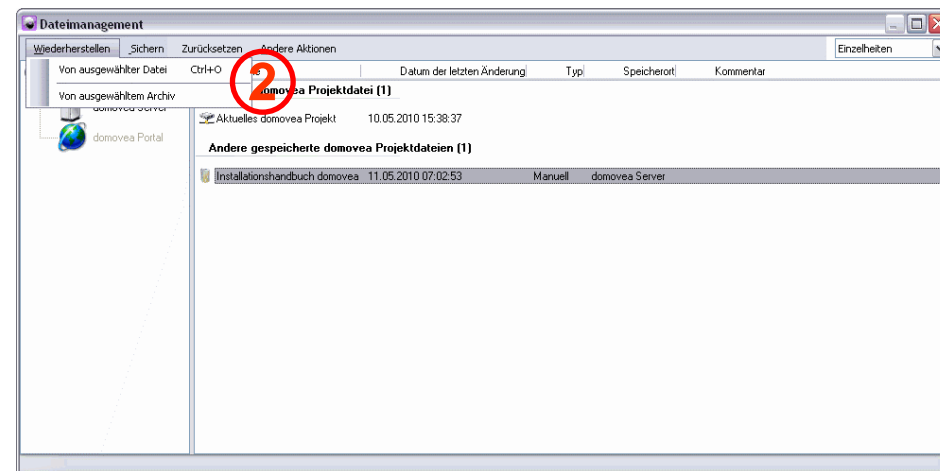 Dateimanagement
Wiederherstellen Sichern Zurücksetzen Andere Aktionen Einzelheiten
Datum der letzten Änderung Typ Speicherort Kommentar
Von ausgewählter Datei Ctrl+O
2
domovea Projektdatei (1)
Von ausgewähltem Archiv
domovea Server
Aktuelles domovea Projekt 10.05.2010 15:38:37
domovea Portal
Andere gespeicherte domovea Projektdateien (1)
Installationshandbuch domovea 11.05.2010 07:02:53 Manuell domovea Server